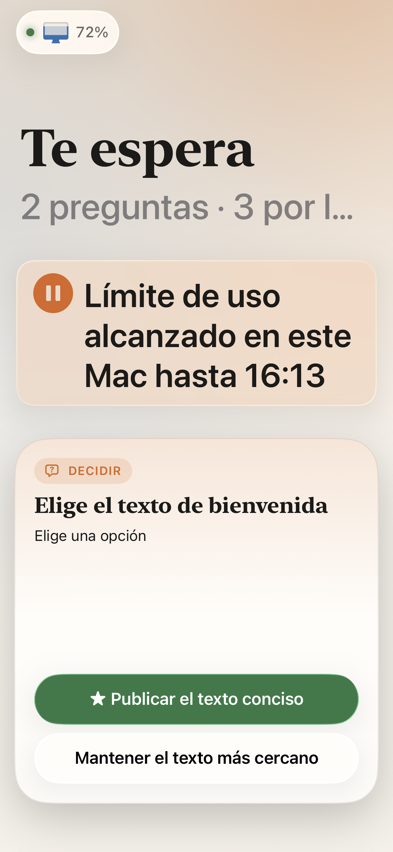 72%
Te espera
2 preguntas · 3 por l...
Límite de uso
alcanzado en este
Mac hasta 16:13
DECIDIR
Elige el texto de bienvenida
Elige una opción
★ Publicar el texto conciso
Mantener el texto más cercano